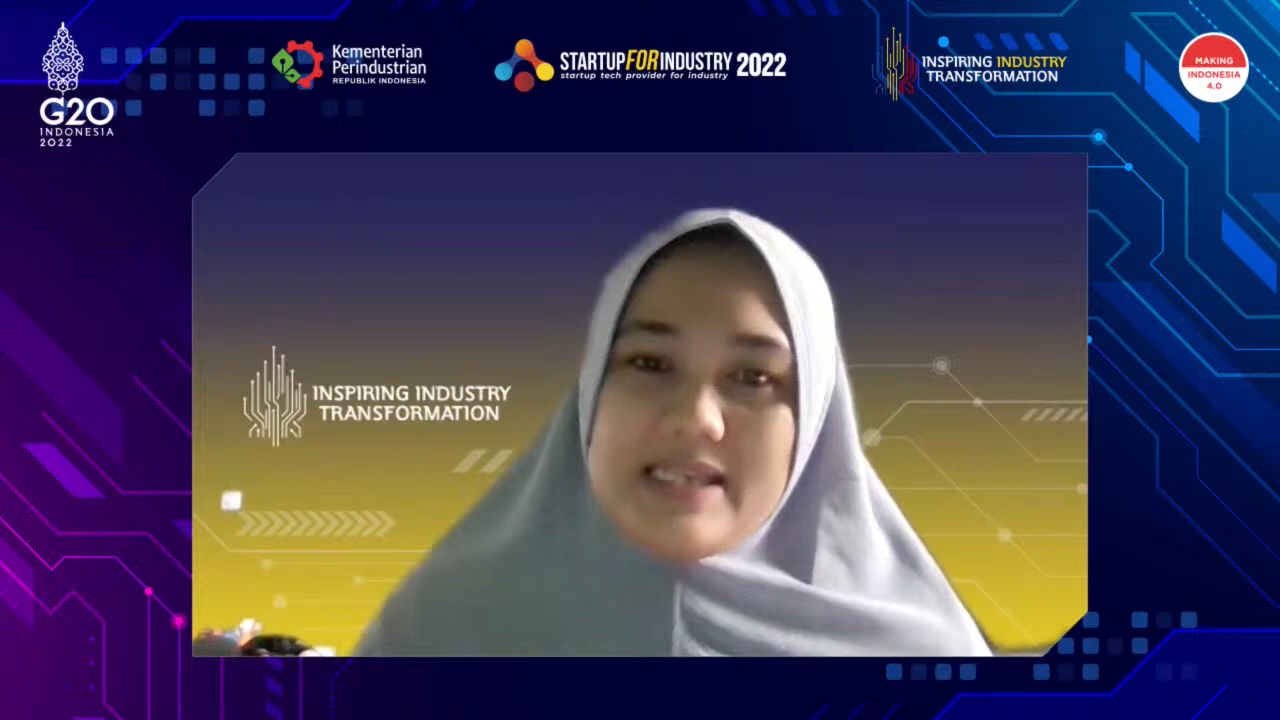 G20
INDONESIA
2022
Kementerian
Perindustrian
REPUBLIK INDONESIA
STARTUPFORINDUSTRY 2022
startup tech provider for industry
INSPIRING INDUSTRY
TRANSFORMATION
MAKING
INDONESIA
4.0
INSPIRING INDUSTRY
TRANSFORMATION